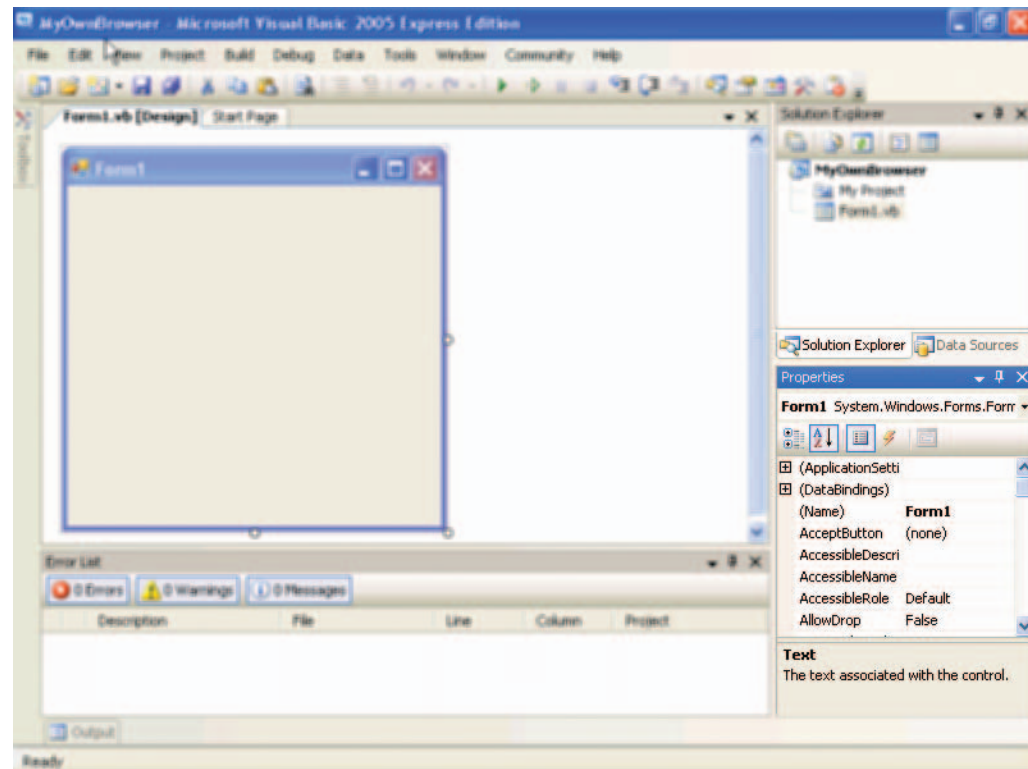 MyOwnBrowser - Microsoft Visual Basic 2005 Express Edition
File Edit View Project Build Debug Data Tools Window Community Help
Form1.vb [Design] Start Page
Toolbox
Form1
Error List
0 Errors 0 Warnings 0 Messages
Description File Line Column Project
Output
Ready
Solution Explorer
MyOwnBrowser
My Project
Form1.vb
Solution Explorer Data Sources
Properties
Form1 System.Windows.Forms.Form
(ApplicationSetti
(DataBindings)
(Name) Form1
AcceptButton (none)
AccessibleDescri
AccessibleName
AccessibleRole Default
AllowDrop False
Text
The text associated with the control.